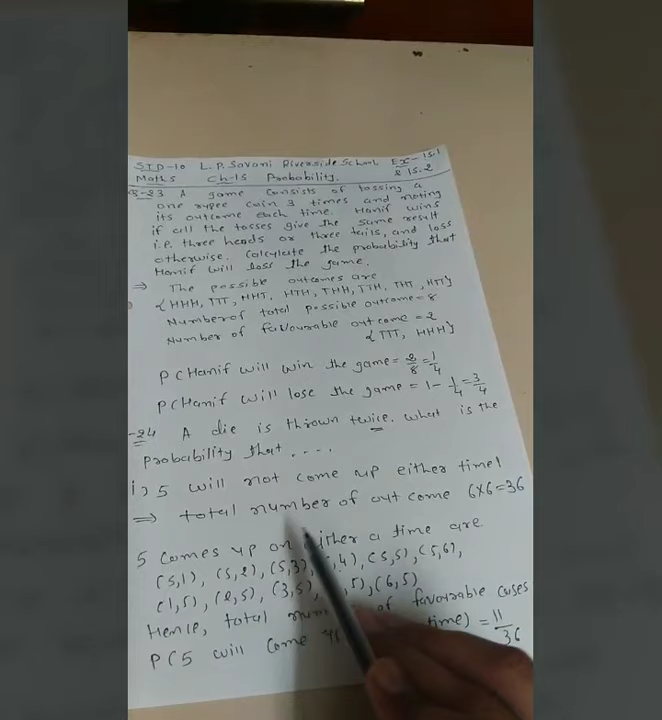 STD-10 L.P. Savani Riverside School Ex-15.1
Maths Ch-15 Probability. & 15.2
Q-23 A game consists of tossing a
one rupee coin 3 times and noting
its outcome each time. Hanif wins
if all the tosses give the same result
i.e. three heads or three tails, and loss
otherwise. Calculate the probability that
Hanif will loss the game.
⇒ The possible outcomes are
{HHH, TTT, HHT, HTH, THH, TTH, THT, HTT}
Number of total possible outcome = 8
Number of favourable outcome = 2
{TTT, HHH}
P(Hanif will win the game = 2/8 = 1/4
P(Hanif will lose the game = 1 - 1/4 = 3/4
-24 A die is thrown twice. what is the
probability that ....
i) 5 will not come up either time!
⇒ total number of out come 6x6=36
5 comes up on either a time are
(5,1), (5,2), (5,3), ,4), (5,5), (5,6),
(1,5), (2,5), (3,5), ,5), (6,5)
Hence, total of favourable cases
P(5 will come time) = 11/36